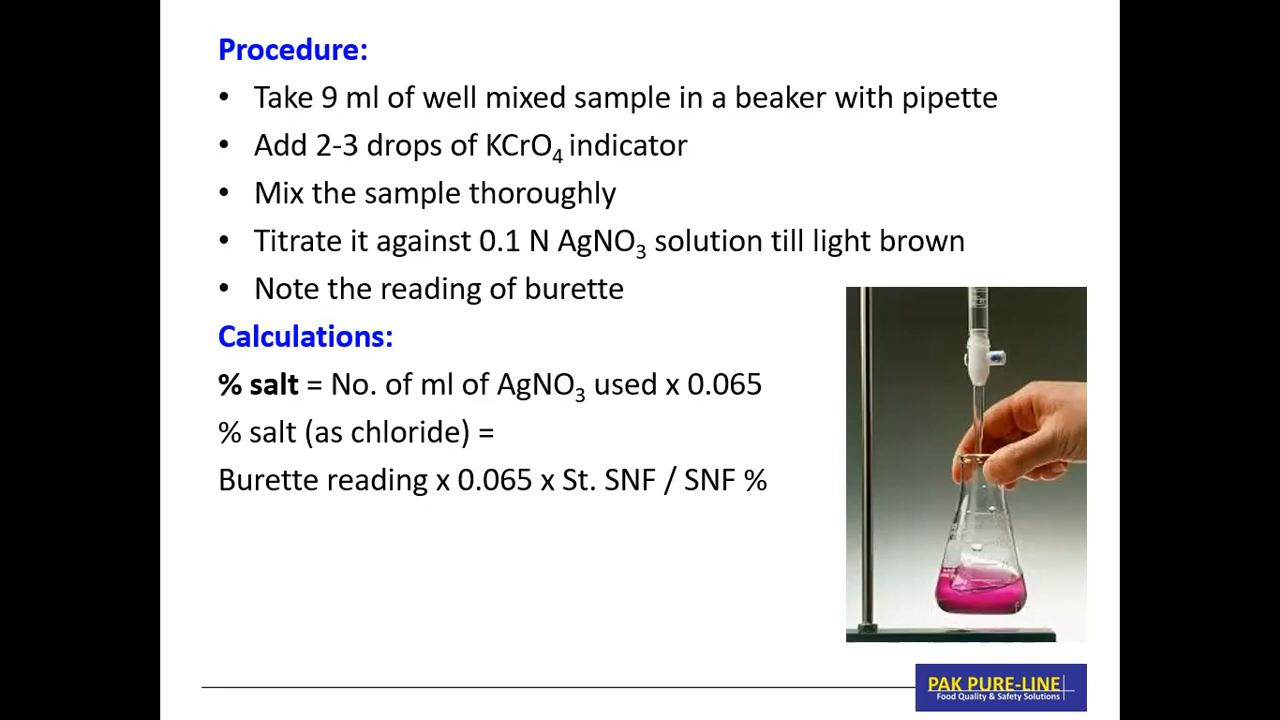 Procedure:
• Take 9 ml of well mixed sample in a beaker with pipette
• Add 2-3 drops of KCrO₄ indicator
• Mix the sample thoroughly
• Titrate it against 0.1 N AgNO₃ solution till light brown
• Note the reading of burette
Calculations:
% salt = No. of ml of AgNO₃ used x 0.065
% salt (as chloride) =
Burette reading x 0.065 x St. SNF / SNF %
PAK PURE-LINE
Food Quality & Safety Solutions